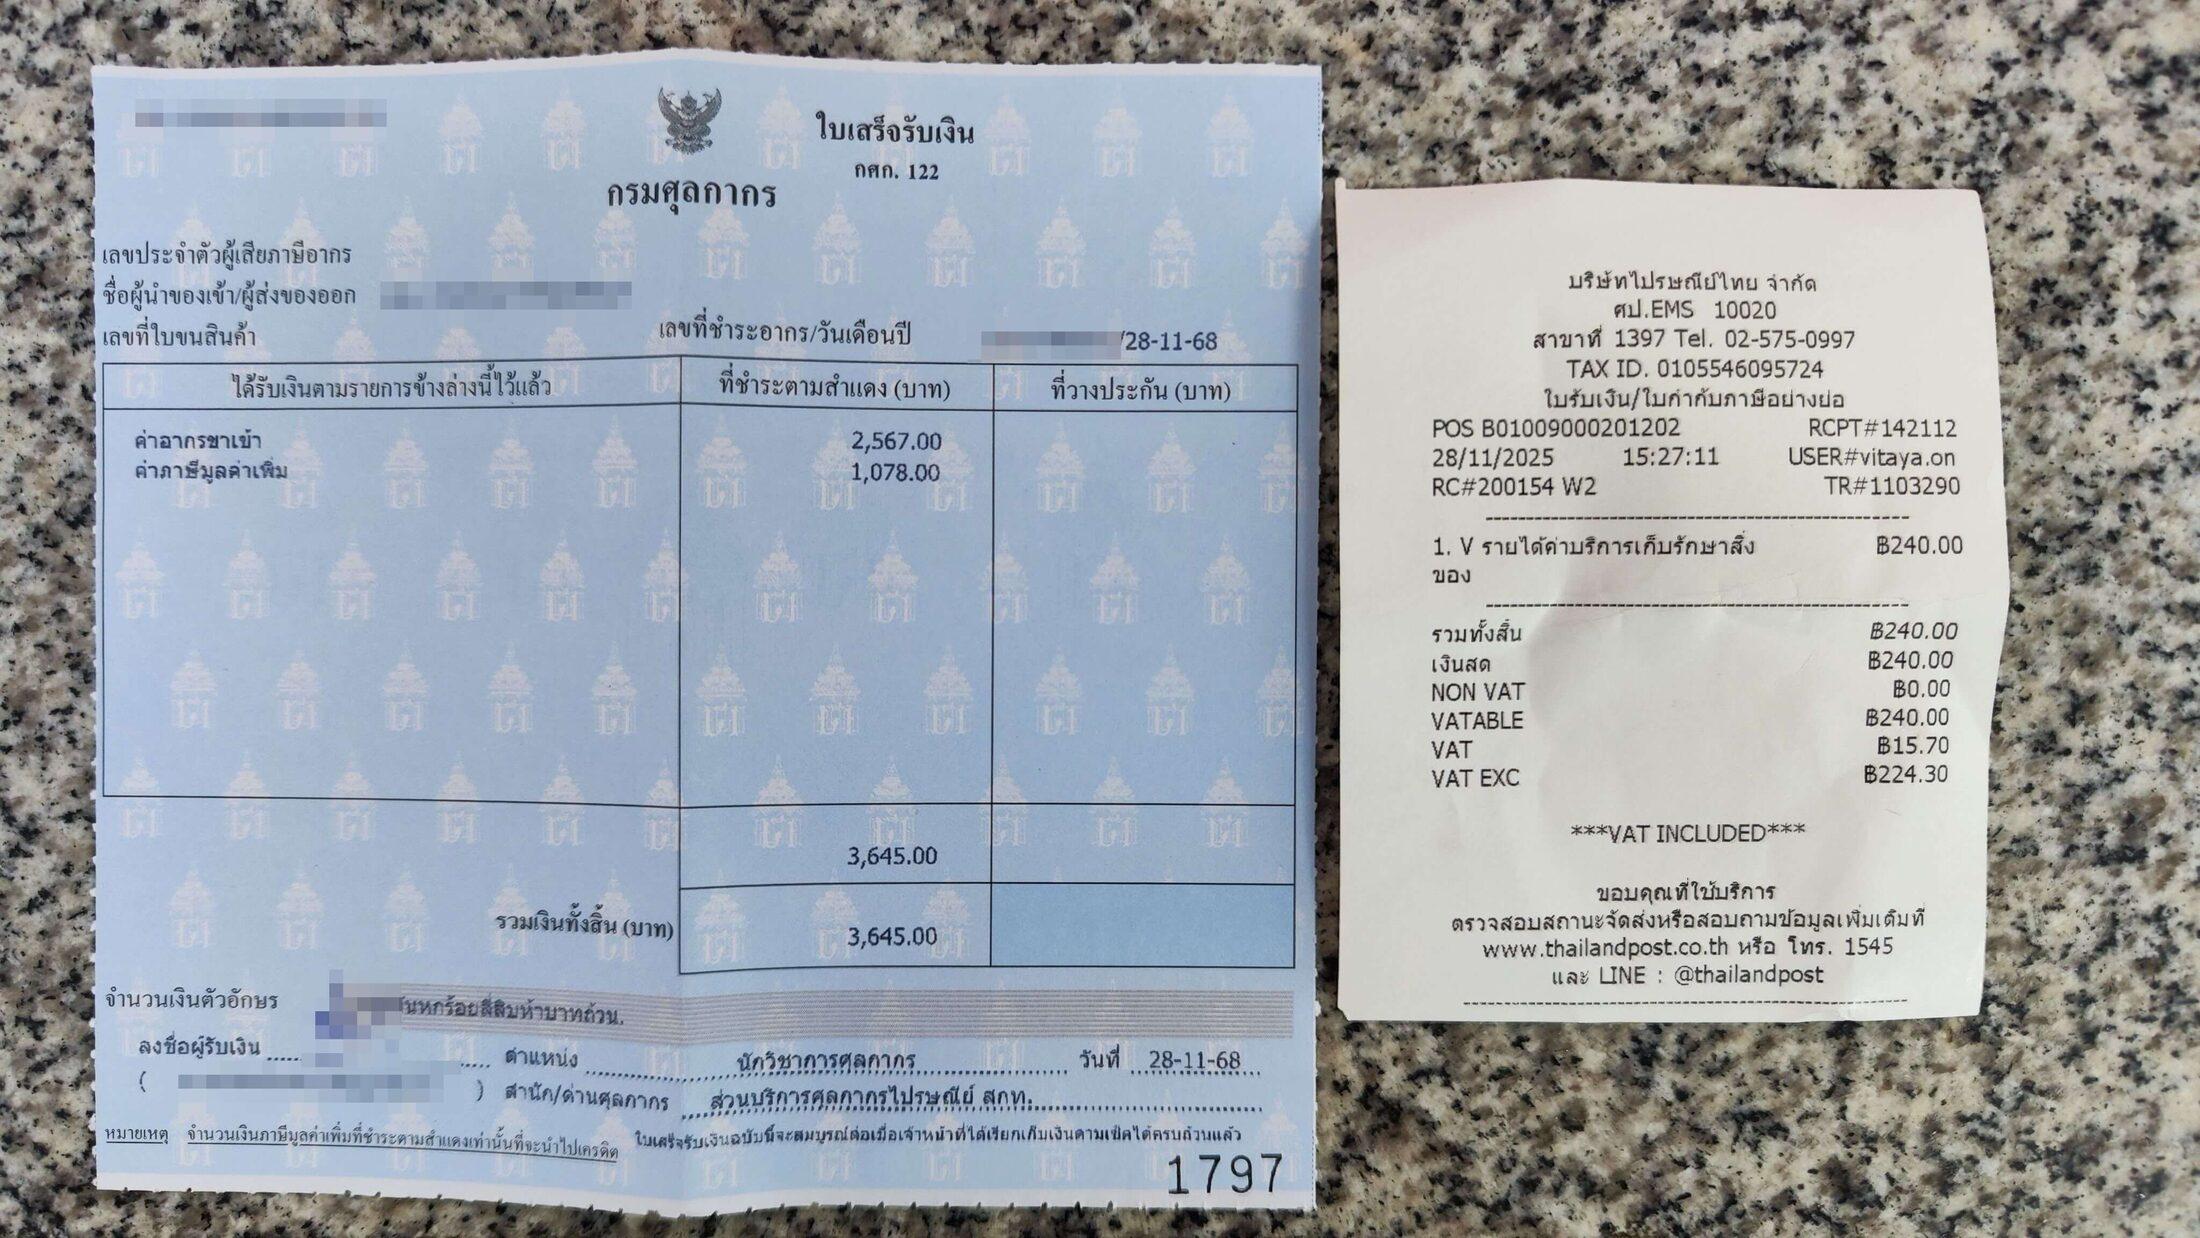 ใบเสร็จรับเงิน
กศก. 122
กรมศุลกากร
เลขประจำตัวผู้เสียภาษีอากร
ชื่อผู้นำของเข้า/ผู้ส่งของออก
เลขที่ใบขนสินค้า เลขที่ชำระอากร/วันเดือนปี /28-11-68
ได้รับเงินตามรายการข้างล่างนี้ไว้แล้ว ที่ชำระตามสำแดง (บาท) ที่วางประกัน (บาท)
ค่าอากรขาเข้า 2,567.00
ค่าภาษีมูลค่าเพิ่ม 1,078.00
3,645.00
รวมเงินทั้งสิ้น (บาท) 3,645.00
จำนวนเงินตัวอักษร หกร้อยสี่สิบห้าบาทถ้วน.
ลงชื่อผู้รับเงิน ตำแหน่ง นักวิชาการศุลกากร วันที่ 28-11-68
( ) สำนัก/ด่านศุลกากร ส่วนบริการศุลกากรไปรษณีย์ สกท.
หมายเหตุ จำนวนเงินภาษีมูลค่าเพิ่มที่ชำระตามสำแดงเท่านั้นที่จะนำไปเครดิต ใบเสร็จรับเงินฉบับนี้จะสมบูรณ์ต่อเมื่อเจ้าหน้าที่ได้เรียกเก็บเงินตามเช็คได้ครบถ้วนแล้ว
1797
บริษัทไปรษณีย์ไทย จำกัด
ศป.EMS 10020
สาขาที่ 1397 Tel. 02-575-0997
TAX ID. 0105546095724
ใบรับเงิน/ใบกำกับภาษีอย่างย่อ
POS B01009000201202 RCPT#142112
28/11/2025 15:27:11 USER#vitaya.on
RC#200154 W2 TR#1103290
1. V รายได้ค่าบริการเก็บรักษาสิ่ง ฿240.00
ของ
รวมทั้งสิ้น ฿240.00
เงินสด ฿240.00
NON VAT ฿0.00
VATABLE ฿240.00
VAT ฿15.70
VAT EXC ฿224.30
***VAT INCLUDED***
ขอบคุณที่ใช้บริการ
ตรวจสอบสถานะจัดส่งหรือสอบถามข้อมูลเพิ่มเติมที่
www.thailandpost.co.th หรือ โทร. 1545
และ LINE : @thailandpost